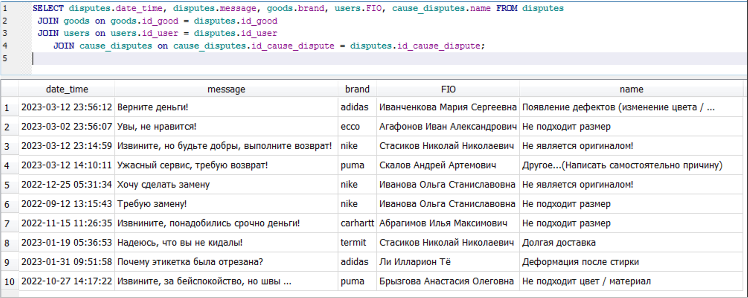 1 SELECT disputes.date_time, disputes.message, goods.brand, users.FIO, cause_disputes.name FROM disputes
2 JOIN goods on goods.id_good = disputes.id_good
3 JOIN users on users.id_user = disputes.id_user
4 JOIN cause_disputes on cause_disputes.id_cause_dispute = disputes.id_cause_dispute;
5
date_time message brand FIO name
1 2023-03-12 23:56:12 Верните деньги! adidas Иванченкова Мария Сергеевна Появление дефектов (изменение цвета / ...
2 2023-03-02 23:56:07 Увы, не нравится! ecco Агафонов Иван Александрович Не подходит размер
3 2023-03-12 23:14:59 Извините, но будьте добры, выполните возврат! nike Стасиков Николай Николаевич Не является оригиналом!
4 2023-03-12 14:10:11 Ужасный сервис, требую возврат! puma Скалов Андрей Артемович Другое...(Написать самостоятельно причину)
5 2022-12-25 05:31:34 Хочу сделать замену nike Иванова Ольга Станиславовна Не является оригиналом!
6 2022-09-12 13:15:43 Требую замену! nike Иванова Ольга Станиславовна Не подходит размер
7 2022-11-15 11:26:35 Извнините, понадобились срочно деньги! carhartt Абрагимов Илья Максимович Не подходит размер
8 2023-01-19 05:36:53 Надеюсь, что вы не кидалы! termit Стасиков Николай Николаевич Долгая доставка
9 2023-01-31 09:51:58 Почему этикетка была отрезана? adidas Ли Илларион Тё Деформация после стирки
10 2022-10-27 14:17:22 Извините, за бейспокойство, но швы ... puma Брызгова Анастасия Олеговна Не подходит цвет / материал